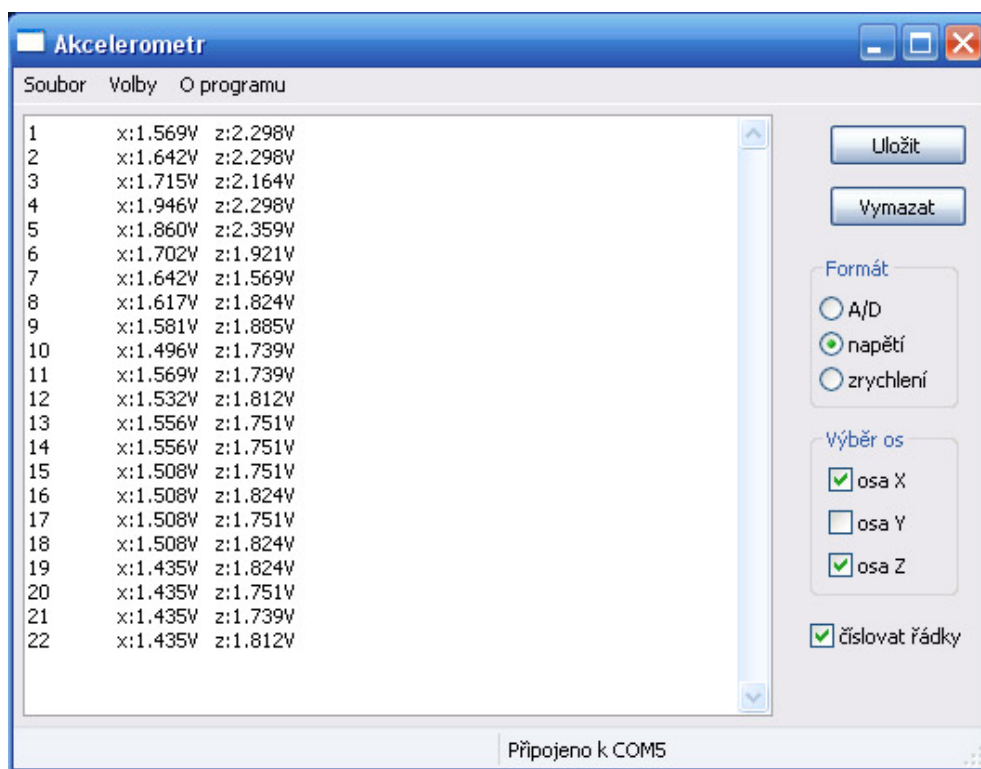 Akcelerometr
Soubor Volby O programu
1 x:1.569V z:2.298V
2 x:1.642V z:2.298V
3 x:1.715V z:2.164V
4 x:1.946V z:2.298V
5 x:1.860V z:2.359V
6 x:1.702V z:1.921V
7 x:1.642V z:1.569V
8 x:1.617V z:1.824V
9 x:1.581V z:1.885V
10 x:1.496V z:1.739V
11 x:1.569V z:1.739V
12 x:1.532V z:1.812V
13 x:1.556V z:1.751V
14 x:1.556V z:1.751V
15 x:1.508V z:1.751V
16 x:1.508V z:1.824V
17 x:1.508V z:1.751V
18 x:1.508V z:1.824V
19 x:1.435V z:1.824V
20 x:1.435V z:1.751V
21 x:1.435V z:1.739V
22 x:1.435V z:1.812V
Uložit
Vymazat
Formát
A/D
napětí
zrychlení
Výběr os
osa X
osa Y
osa Z
číslovat řádky
Připojeno k COM5